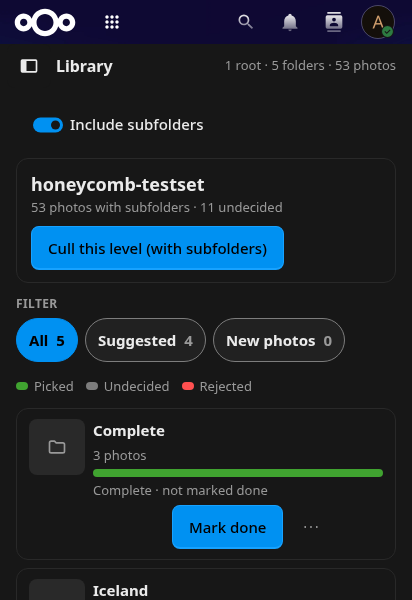 A
Library
1 root · 5 folders · 53 photos
Include subfolders
honeycomb-testset
53 photos with subfolders · 11 undecided
Cull this level (with subfolders)
FILTER
All 5
Suggested 4
New photos 0
Picked
Undecided
Rejected
Complete
3 photos
Complete · not marked done
Mark done
···
Iceland